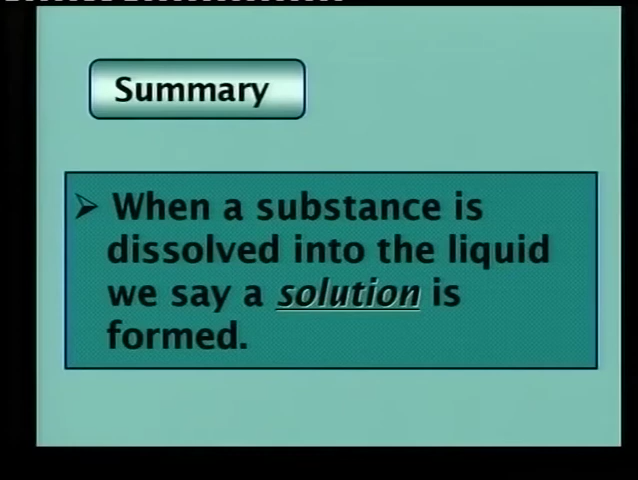 Summary
➢ When a substance is
dissolved into the liquid
we say a solution is
formed.